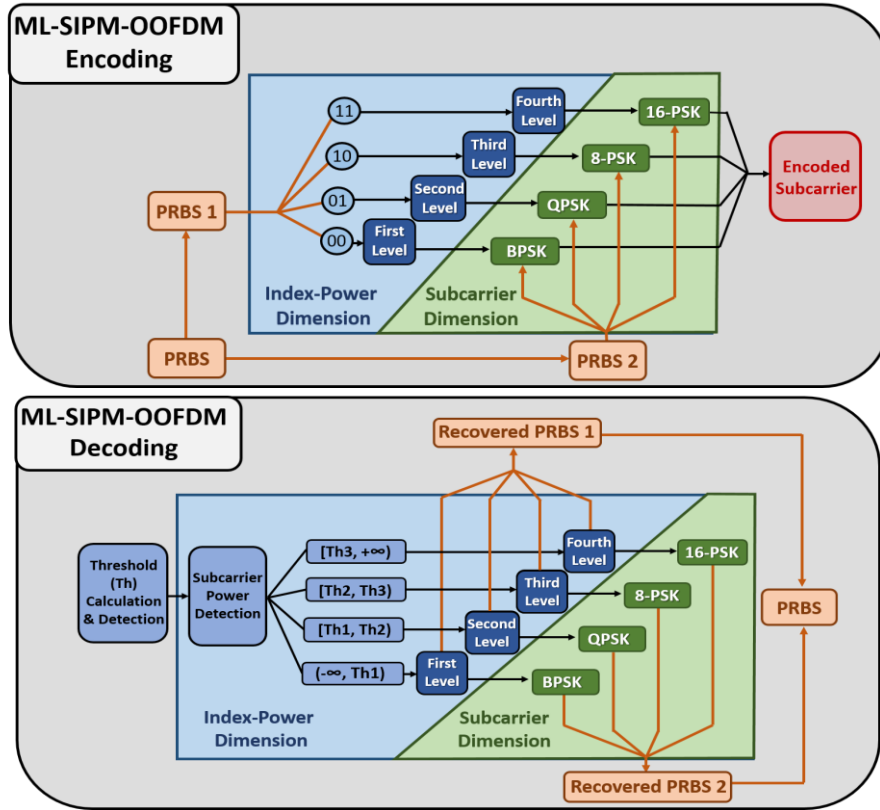 ML-SIPM-OOFDM
Encoding
11
Fourth
Level
16-PSK
10
Third
Level
8-PSK
Encoded
Subcarrier
PRBS 1
01
Second
Level
QPSK
00
First
Level
BPSK
Index-Power
Dimension
Subcarrier
Dimension
PRBS
PRBS 2
ML-SIPM-OOFDM
Decoding
Recovered PRBS 1
Threshold
(Th)
Calculation
& Detection
Subcarrier
Power
Detection
[Th3, +∞)
Fourth
Level
16-PSK
[Th2, Th3)
Third
Level
8-PSK
PRBS
[Th1, Th2)
Second
Level
QPSK
(-∞, Th1)
First
Level
BPSK
Index-Power
Dimension
Subcarrier
Dimension
Recovered PRBS 2